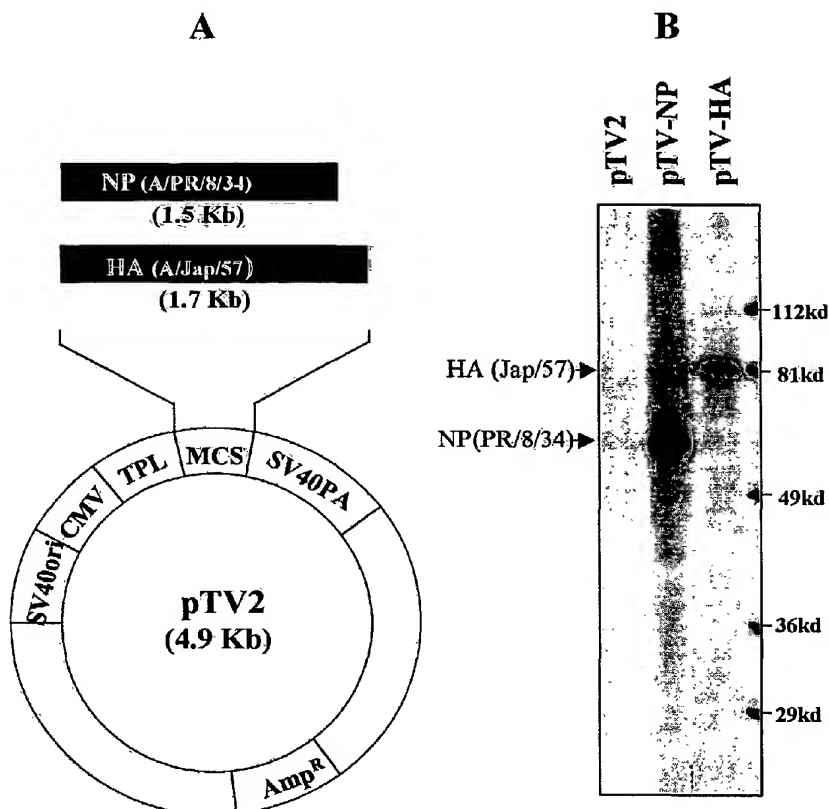 A
NP (A/PR/8/34)
(1.5 Kb)
HA (A/Jap/57)
(1.7 Kb)
SV40ori
CMV
TPL
MCS
SV40PA
pTV2
(4.9 Kb)
Amp^R
B
pTV2
pTV-NP
pTV-HA
HA (Jap/57)
NP(PR/8/34)
112kd
81kd
49kd
36kd
29kd